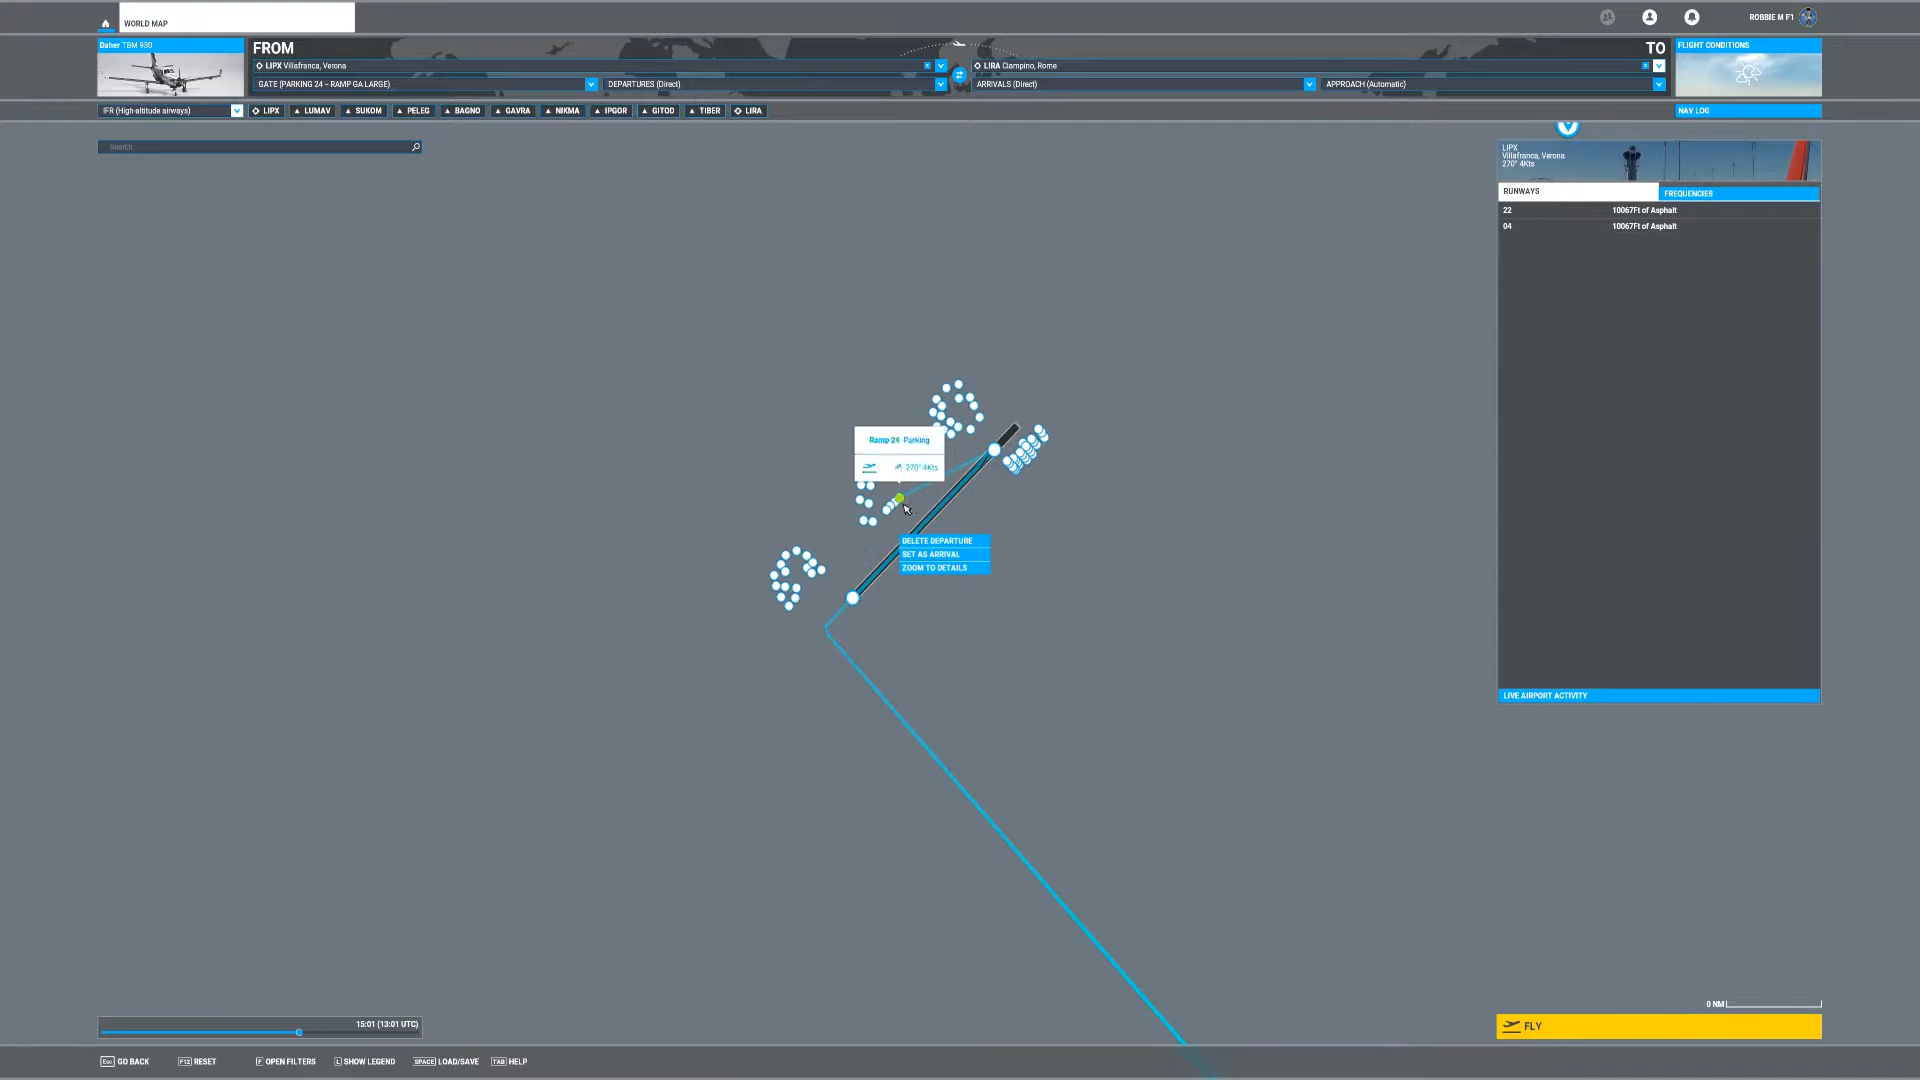 WORLD MAP
ROBBIE M F1
Daher TBM 930
FROM
LIPX Villafranca, Verona
GATE (PARKING 24 – RAMP GA LARGE)
DEPARTURES (Direct)
TO
LIRA Ciampino, Rome
ARRIVALS (Direct)
APPROACH (Automatic)
FLIGHT CONDITIONS
IFR (High-altitude airways)
LIPX
LUMAV
SUKOM
PELEG
BAGNO
GAVRA
NIKMA
IPGOR
GITOD
TIBER
LIRA
NAV LOG
Search...
LIPX
Villafranca, Verona
270° 4Kts
RUNWAYS
FREQUENCIES
22 10067Ft of Asphalt
04 10067Ft of Asphalt
Ramp 24 Parking
270° 4Kts
DELETE DEPARTURE
SET AS ARRIVAL
ZOOM TO DETAILS
LIVE AIRPORT ACTIVITY
0 NM
15:01 (13:01 UTC)
FLY
Esc GO BACK
F12 RESET
F OPEN FILTERS
L SHOW LEGEND
SPACE LOAD/SAVE
TAB HELP